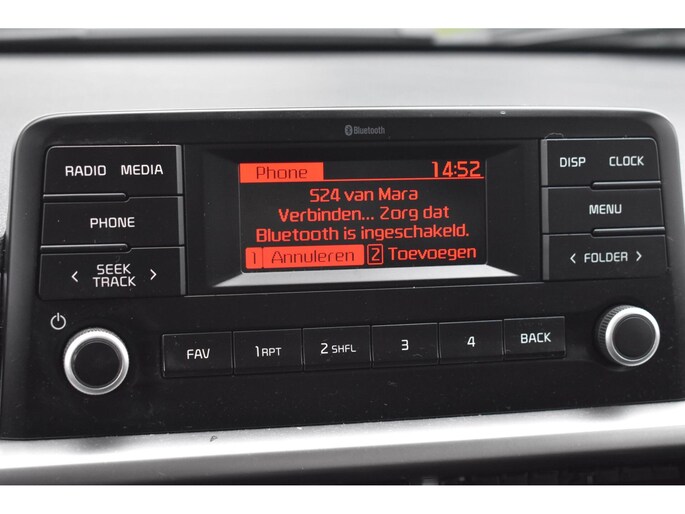 Bluetooth
RADIO MEDIA
PHONE
< SEEK TRACK >
Phone 14:52
S24 van Mara
Verbinden... Zorg dat
Bluetooth is ingeschakeld.
1 Annuleren 2 Toevoegen
DISP CLOCK
MENU
< FOLDER >
FAV 1 RPT 2 SHFL 3 4 BACK